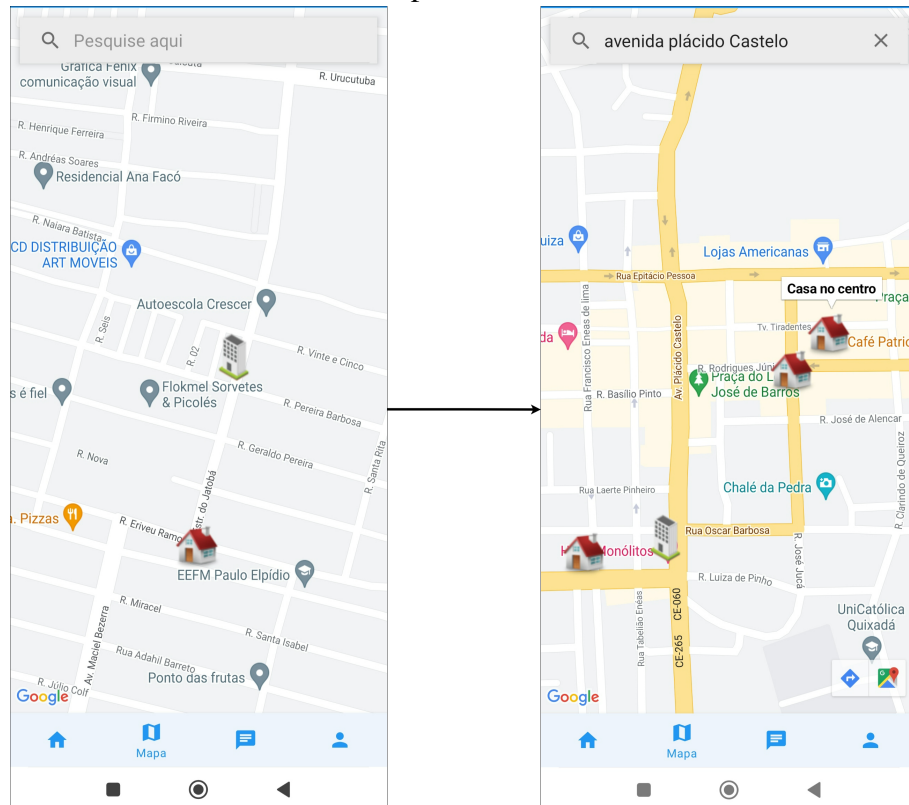 Pesquise aqui
Gráfica Fênix
comunicação visual
R. Urucutuba
R. Firmino Riveira
R. Henrique Ferreira
R. Andréas Soares
Residencial Ana Facó
R. Naiara Batista
CD DISTRIBUIÇÃO
ART MOVEIS
Autoescola Crescer
R. Seis
R. 02
R. Vinte e Cinco
s é fiel
Flokmel Sorvetes
& Picolés
R. Pereira Barbosa
R. Geraldo Pereira
R. Santa Rita
R. Nova
str. do Jatobá
. Pizzas
R. Eriveu Ramo
EEFM Paulo Elpídio
R. Miracel
R. Santa Isabel
Av. Maciel Bezerra
Rua Adahil Barreto
Ponto das frutas
R. Júlio Colf
Google
Mapa
avenida plácido Castelo
uiza
Lojas Americanas
Rua Epitácio Pessoa
Casa no centro
Praça
Rua Francisco Enéas de lima
Av. Plácido Castelo
Tv. Tiradentes
da
Café Patric
R. Rodrigues Júni
Praça do L
José de Barros
R. Basílio Pinto
R. José de Alencar
R. Clarindo de Queiroz
Chalé da Pedra
Rua Laerte Pinheiro
Rua Oscar Barbosa
H
Monólitos
R. José Jucá
R. Luiza de Pinho
Rua Tabelião Enéas
CE-060
CE-265
UniCatólica
Quixadá
Google
Mapa